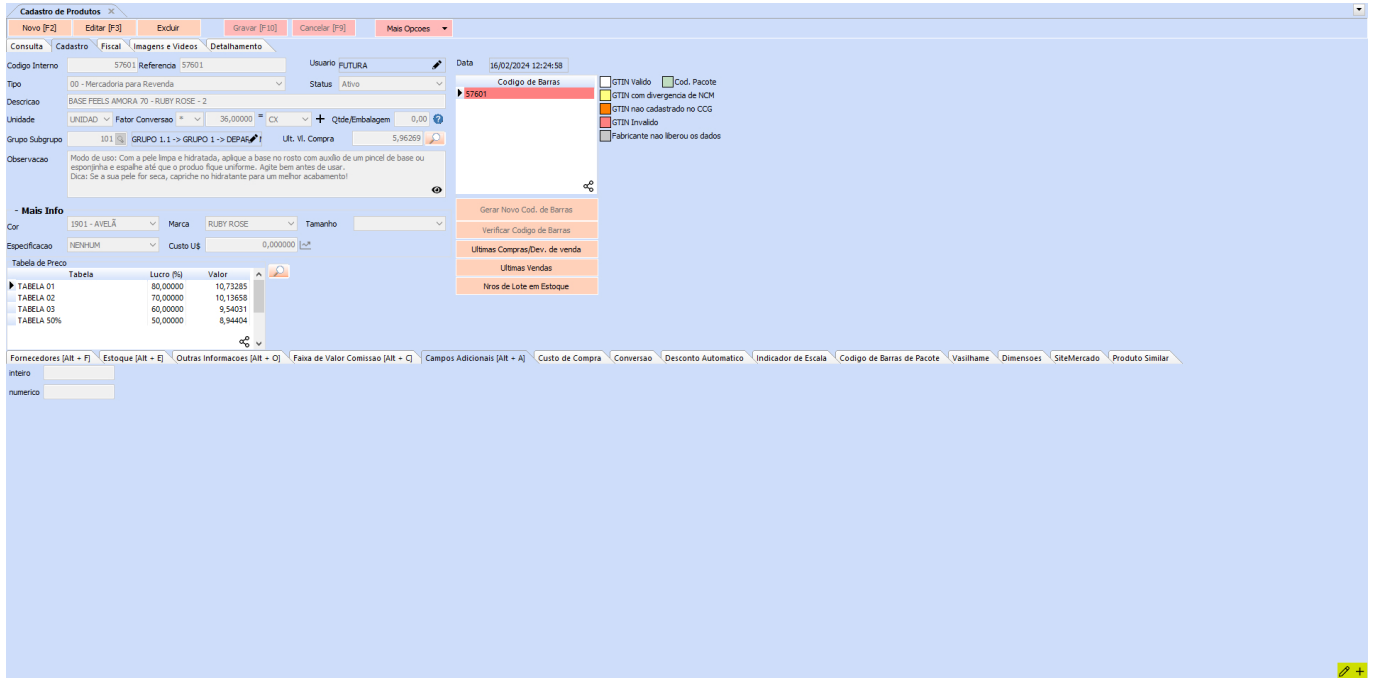 Cadastro de Produtos
Novo [F2] Editar [F3] Excluir Gravar [F10] Cancelar [F9] Mais Opcoes
Consulta Cadastro Fiscal Imagens e Videos Detalhamento
Codigo Interno 57601 Referencia 57601 Usuario FUTURA Data 16/02/2024 12:24:58
Tipo 00 - Mercadoria para Revenda Status Ativo
Descricao BASE FEELS AMORA 70 - RUBY ROSE - 2
Unidade UNIDAD Fator Conversao * 36,00000 = CX + Qtde/Embalagem 0,00 ?
Grupo Subgrupo 101 GRUPO 1.1 -> GRUPO 1 -> DEPAR Ult. Vl. Compra 5,96269
Observacao Modo de uso: Com a pele limpa e hidratada, aplique a base no rosto com auxílio de um pincel de base ou
esponjinha e espalhe até que o produo fique uniforme. Agite bem antes de usar.
Dica: Se a sua pele for seca, capriche no hidratante para um melhor acabamento!
Codigo de Barras
57601
GTIN Valido Cod. Pacote
GTIN com divergencia de NCM
GTIN nao cadastrado no CCG
GTIN Invalido
Fabricante nao liberou os dados
- Mais Info
Cor 1901 - AVELÃ Marca RUBY ROSE Tamanho
Especificacao NENHUM Custo U$ 0,000000
Gerar Novo Cod. de Barras
Verificar Codigo de Barras
Ultimas Compras/Dev. de venda
Ultimas Vendas
Nros de Lote em Estoque
Tabela de Preco
Tabela Lucro (%) Valor
TABELA 01 80,00000 10,73285
TABELA 02 70,00000 10,13658
TABELA 03 60,00000 9,54031
TABELA 50% 50,00000 8,94404
Fornecedores [Alt + F] Estoque [Alt + E] Outras Informacoes [Alt + O] Faixa de Valor Comissao [Alt + C] Campos Adicionais [Alt + A] Custo de Compra Conversao Desconto Automatico Indicador de Escala Codigo de Barras de Pacote Vasilhame Dimensoes SiteMercado Produto Similar
inteiro
numerico